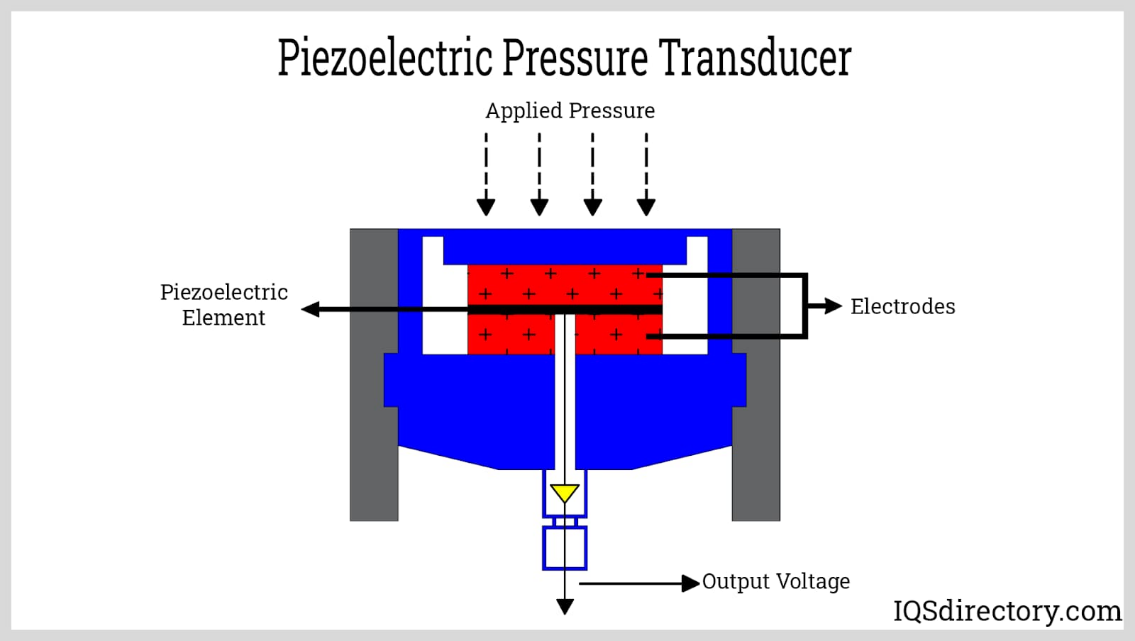 Piezoelectric Pressure Transducer
Applied Pressure
Piezoelectric
Element
Electrodes
Output Voltage
IQSdirectory.com